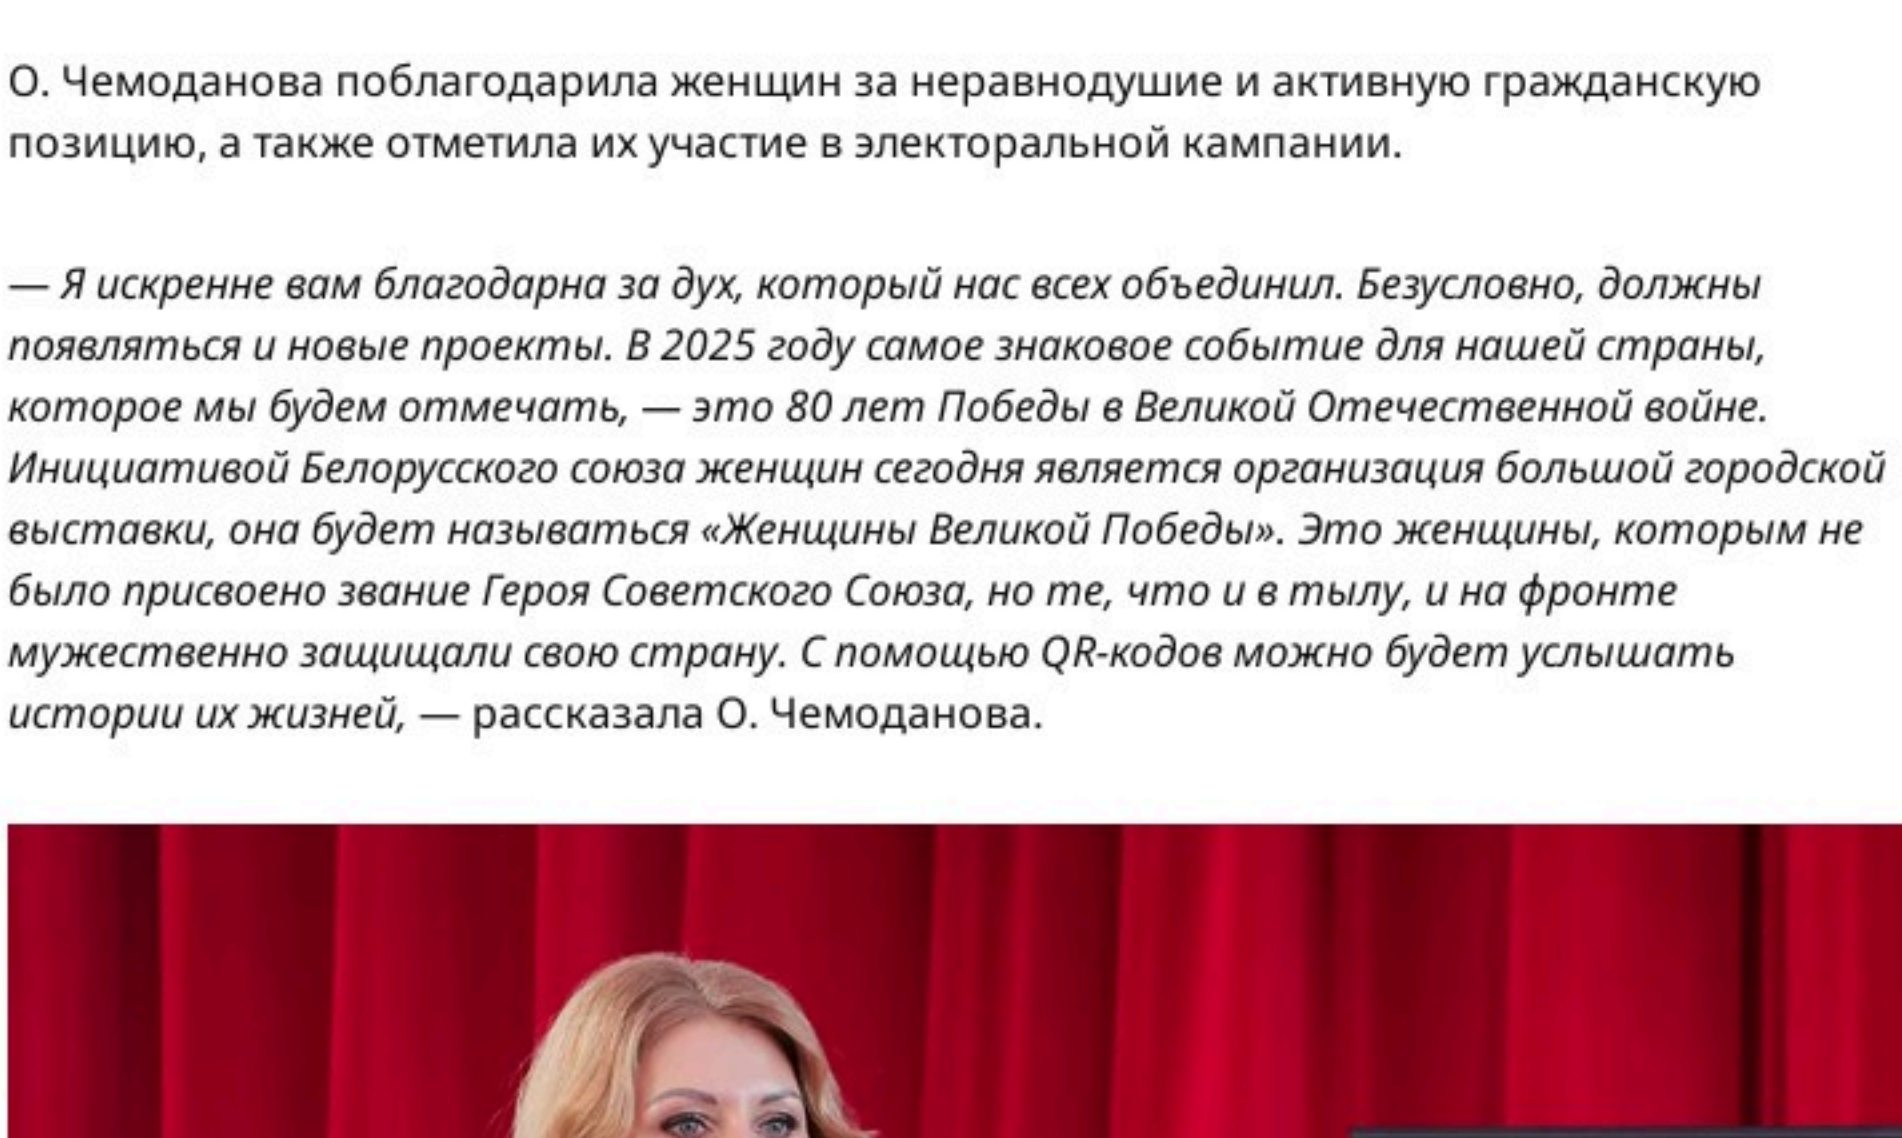 О. Чемоданова поблагодарила женщин за неравнодушие и активную гражданскую
позицию, а также отметила их участие в электоральной кампании.
— Я искренне вам благодарна за дух, который нас всех объединил. Безусловно, должны
появляться и новые проекты. В 2025 году самое знаковое событие для нашей страны,
которое мы будем отмечать, — это 80 лет Победы в Великой Отечественной войне.
Инициативой Белорусского союза женщин сегодня является организация большой городской
выставки, она будет называться «Женщины Великой Победы». Это женщины, которым не
было присвоено звание Героя Советского Союза, но те, что и в тылу, и на фронте
мужественно защищали свою страну. С помощью QR-кодов можно будет услышать
истории их жизней, — рассказала О. Чемоданова.